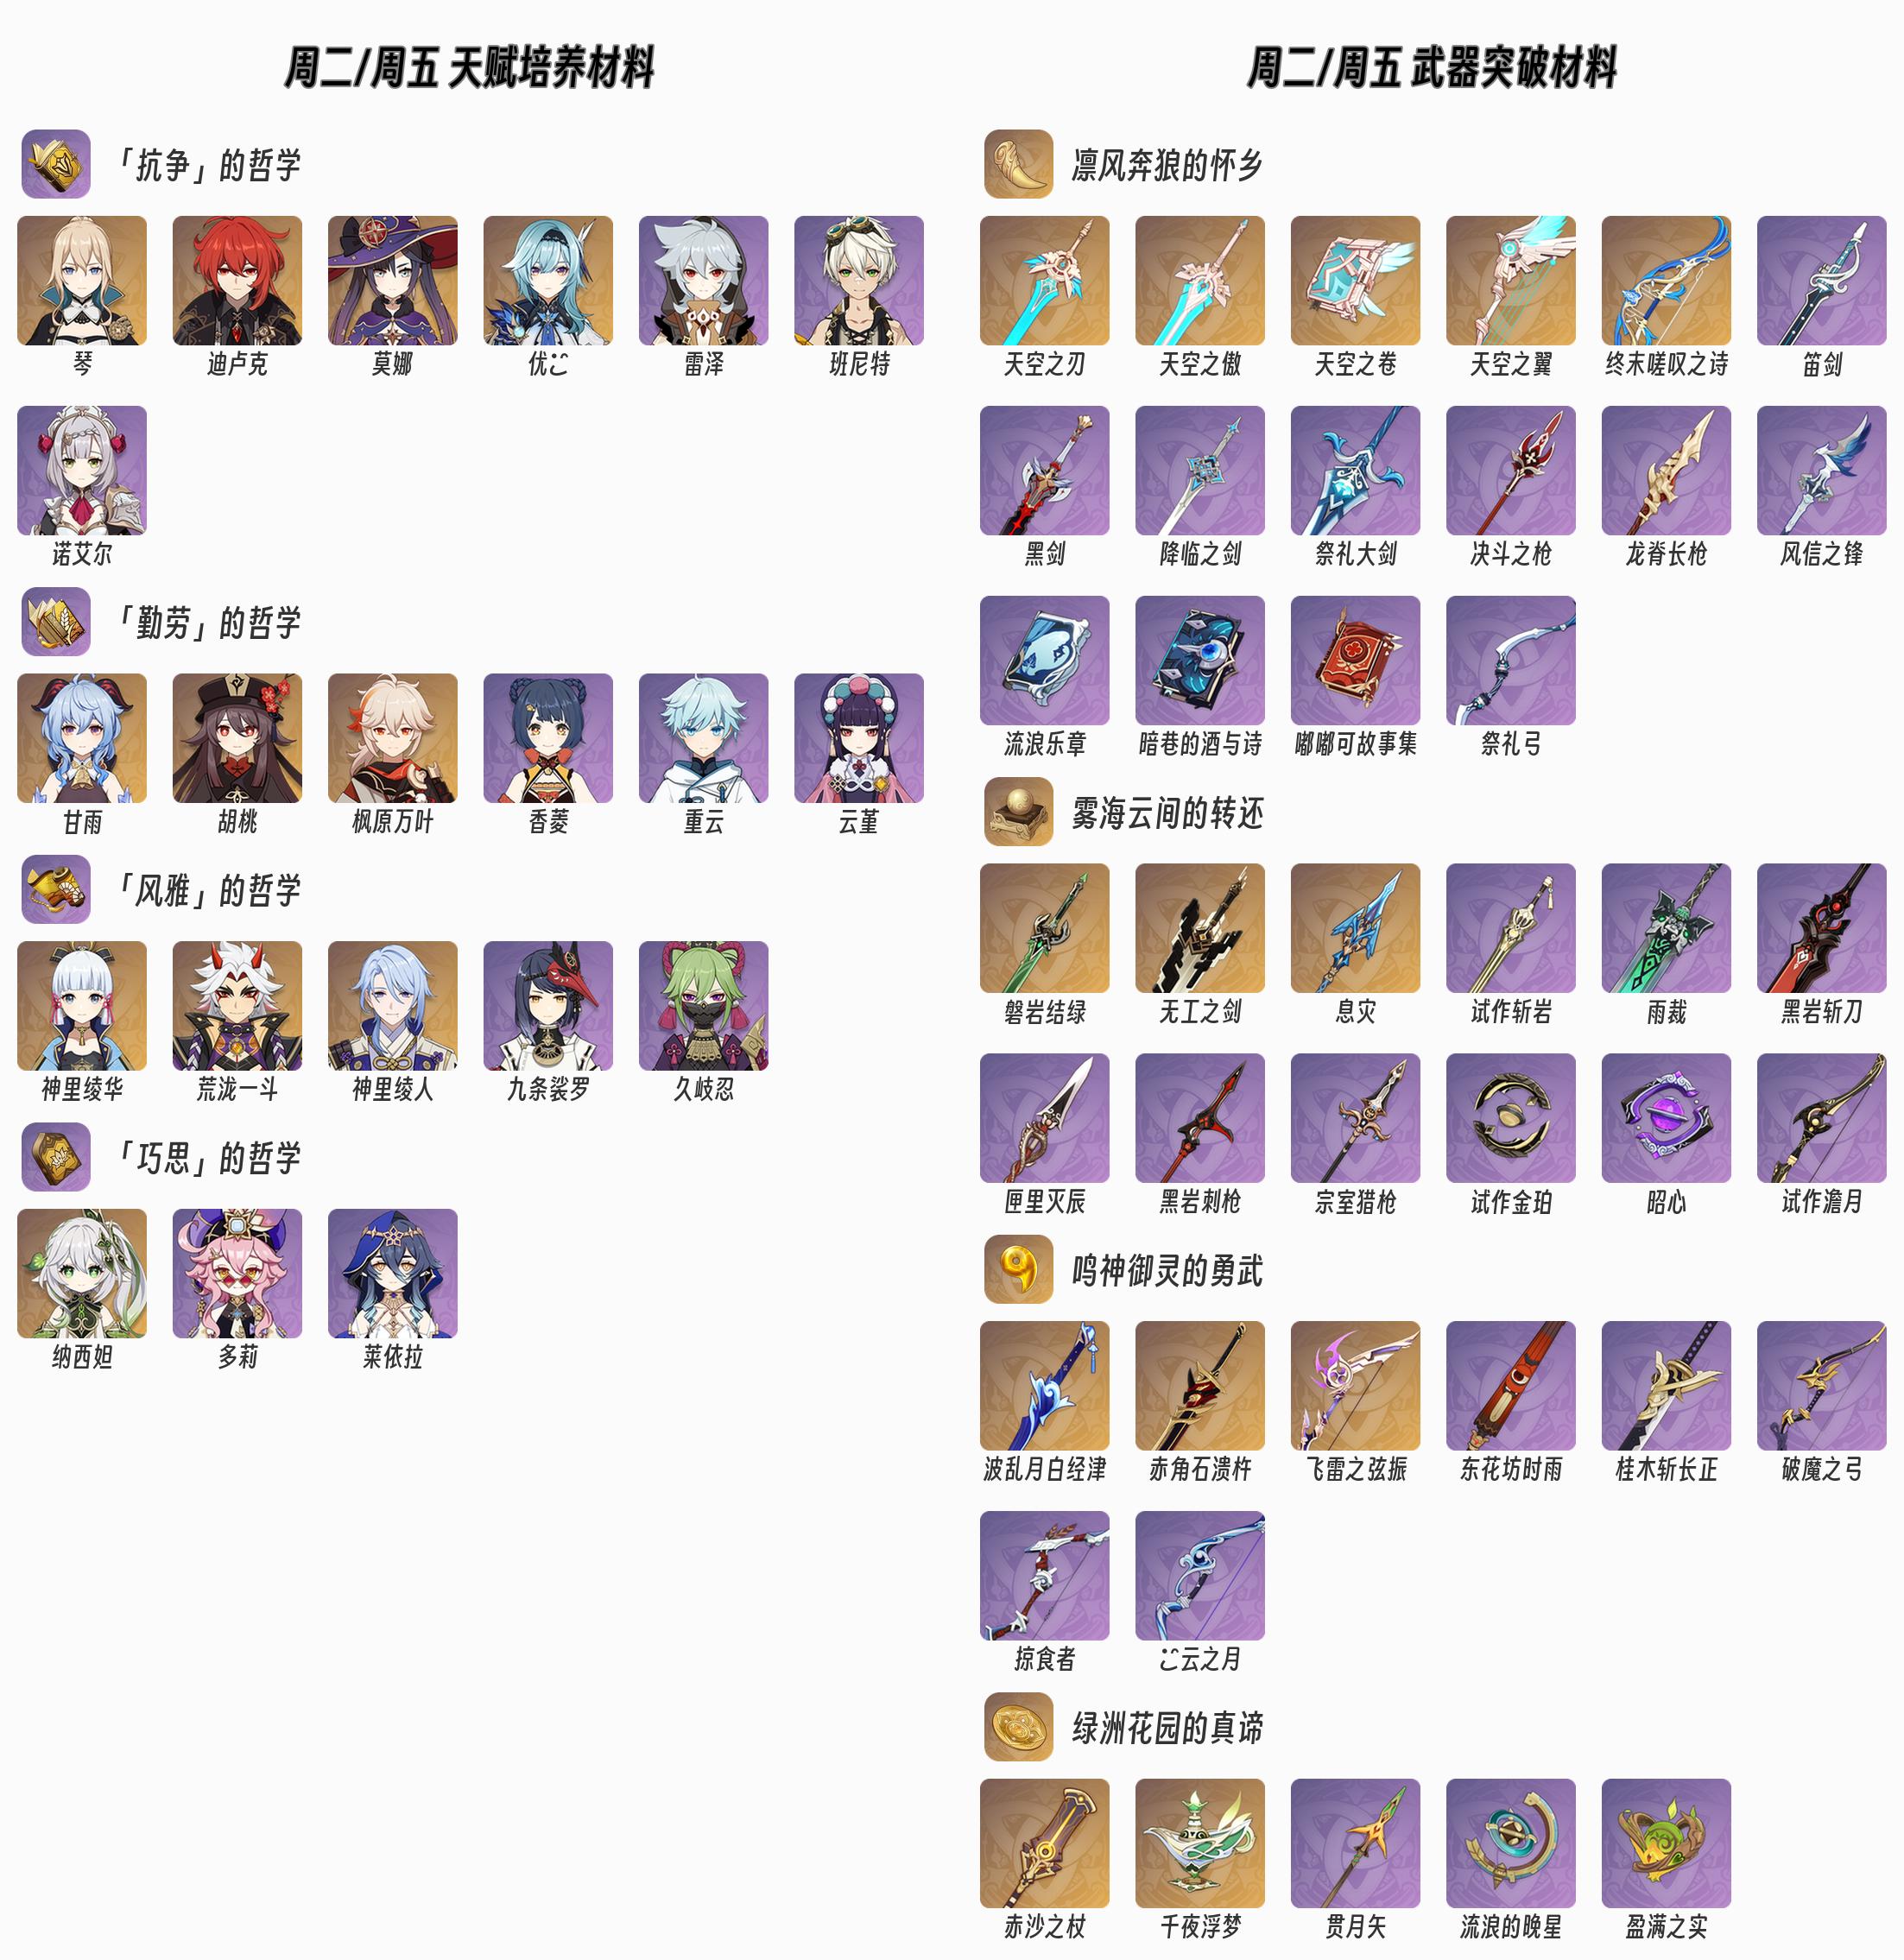 周二/周五 天赋培养材料
「抗争」的哲学
琴 迪卢克 莫娜 优 雷泽 班尼特
诺艾尔
「勤劳」的哲学
甘雨 胡桃 枫原万叶 香菱 重云 云堇
「风雅」的哲学
神里绫华 荒泷一斗 神里绫人 九条裟罗 久岐忍
「巧思」的哲学
纳西妲 多莉 莱依拉
周二/周五 武器突破材料
凛风奔狼的怀乡
天空之刃 天空之傲 天空之卷 天空之翼 终末嗟叹之诗 笛剑
黑剑 降临之剑 祭礼大剑 决斗之枪 龙脊长枪 风信之锋
流浪乐章 暗巷的酒与诗 嘟嘟可故事集 祭礼弓
雾海云间的转还
磐岩结绿 无工之剑 息灾 试作斩岩 雨裁 黑岩斩刀
匣里灭辰 黑岩刺枪 宗室猎枪 试作金珀 昭心 试作澹月
鸣神御灵的勇武
波乱月白经津 赤角石溃杵 飞雷之弦振 东花坊时雨 桂木斩长正 破魔之弓
掠食者 云之月
绿洲花园的真谛
赤沙之杖 千夜浮梦 贯月矢 流浪的晚星 盈满之实